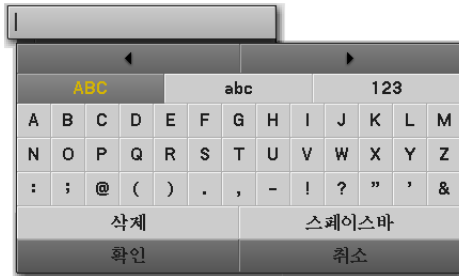 ABC abc 123
A B C D E F G H I J K L M
N O P Q R S T U V W X Y Z
: ; @ ( ) . , - ! ? ” ’ &
삭제 스페이스바
확인 취소